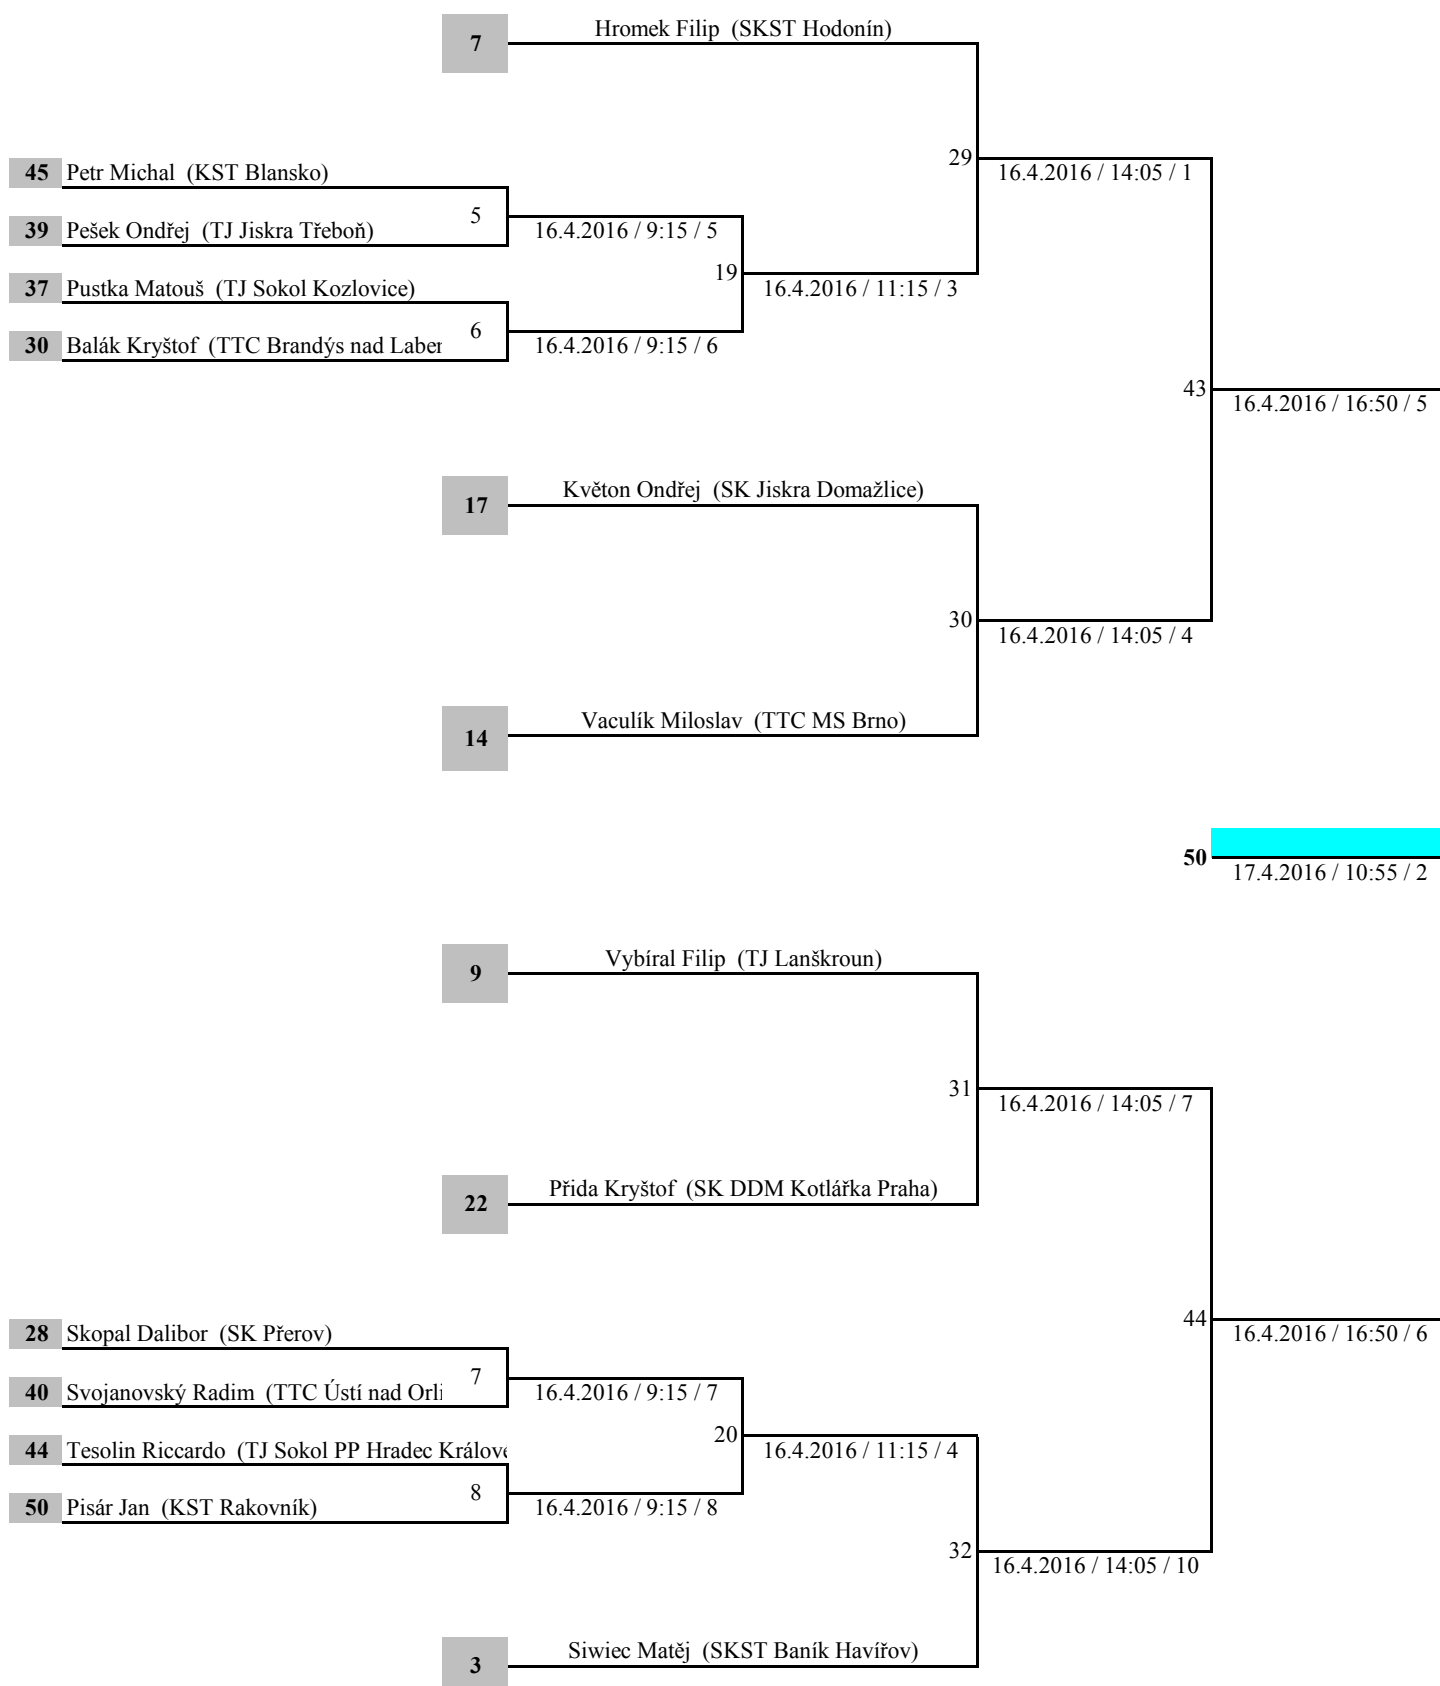 Hromek Filip (SKST Hodonín)
7
29
16.4.2016 / 14:05 / 1
45 Petr Michal (KST Blansko)
5
16.4.2016 / 9:15 / 5
39 Pešek Ondřej (TJ Jiskra Třeboň)
19
16.4.2016 / 11:15 / 3
37 Pustka Matouš (TJ Sokol Kozlovice)
6
16.4.2016 / 9:15 / 6
30 Balák Kryštof (TTC Brandýs nad Laber
43
16.4.2016 / 16:50 / 5
Květon Ondřej (SK Jiskra Domažlice)
17
30
16.4.2016 / 14:05 / 4
Vaculík Miloslav (TTC MS Brno)
14
50
17.4.2016 / 10:55 / 2
Vybíral Filip (TJ Lanškroun)
9
31
16.4.2016 / 14:05 / 7
Přida Kryštof (SK DDM Kotlářka Praha)
22
44
16.4.2016 / 16:50 / 6
28 Skopal Dalibor (SK Přerov)
7
16.4.2016 / 9:15 / 7
40 Svojanovský Radim (TTC Ústí nad Orli
20
16.4.2016 / 11:15 / 4
44 Tesolin Riccardo (TJ Sokol PP Hradec Králové
8
16.4.2016 / 9:15 / 8
50 Pisár Jan (KST Rakovník)
32
16.4.2016 / 14:05 / 10
Siwiec Matěj (SKST Baník Havířov)
3